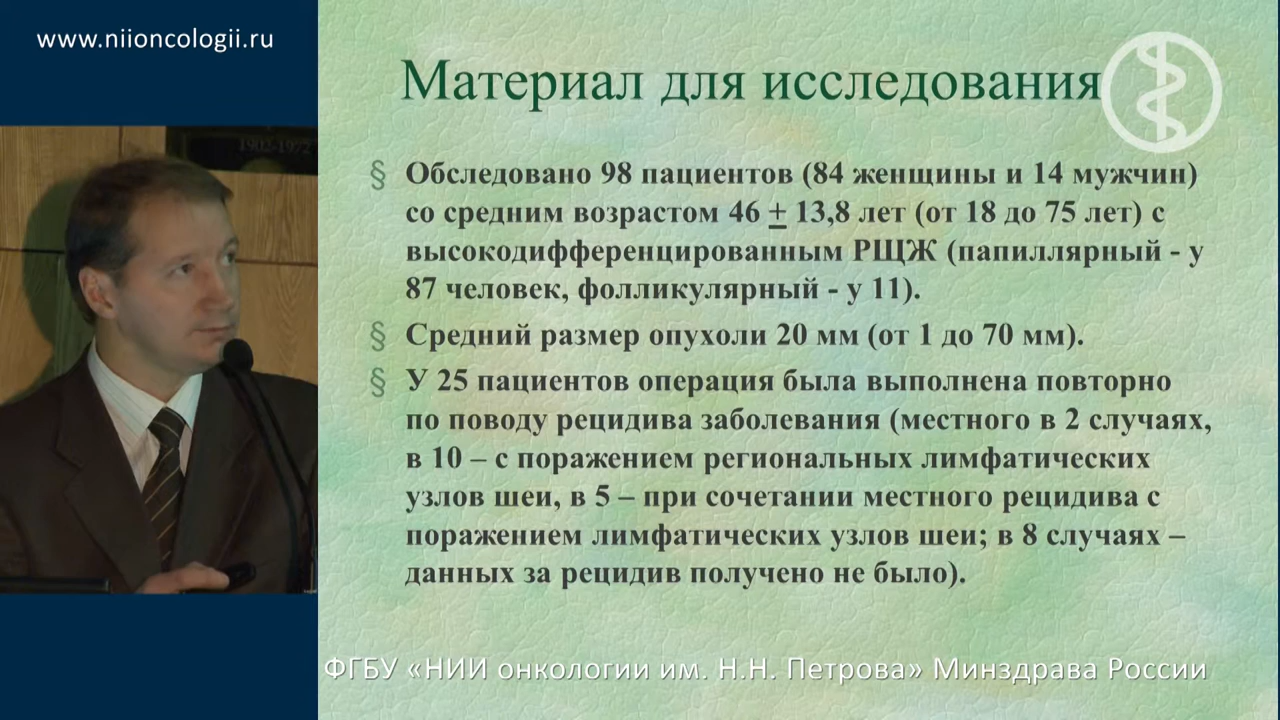 www.niioncologii.ru
1902-1972
Материал для исследования
§ Обследовано 98 пациентов (84 женщины и 14 мужчин)
со средним возрастом 46 ± 13,8 лет (от 18 до 75 лет) с
высокодифференцированным РЩЖ (папиллярный - у
87 человек, фолликулярный - у 11).
§ Средний размер опухоли 20 мм (от 1 до 70 мм).
§ У 25 пациентов операция была выполнена повторно
по поводу рецидива заболевания (местного в 2 случаях,
в 10 – с поражением региональных лимфатических
узлов шеи, в 5 – при сочетании местного рецидива с
поражением лимфатических узлов шеи; в 8 случаях –
данных за рецидив получено не было).
ФГБУ «НИИ онкологии им. Н.Н. Петрова» Минздрава России